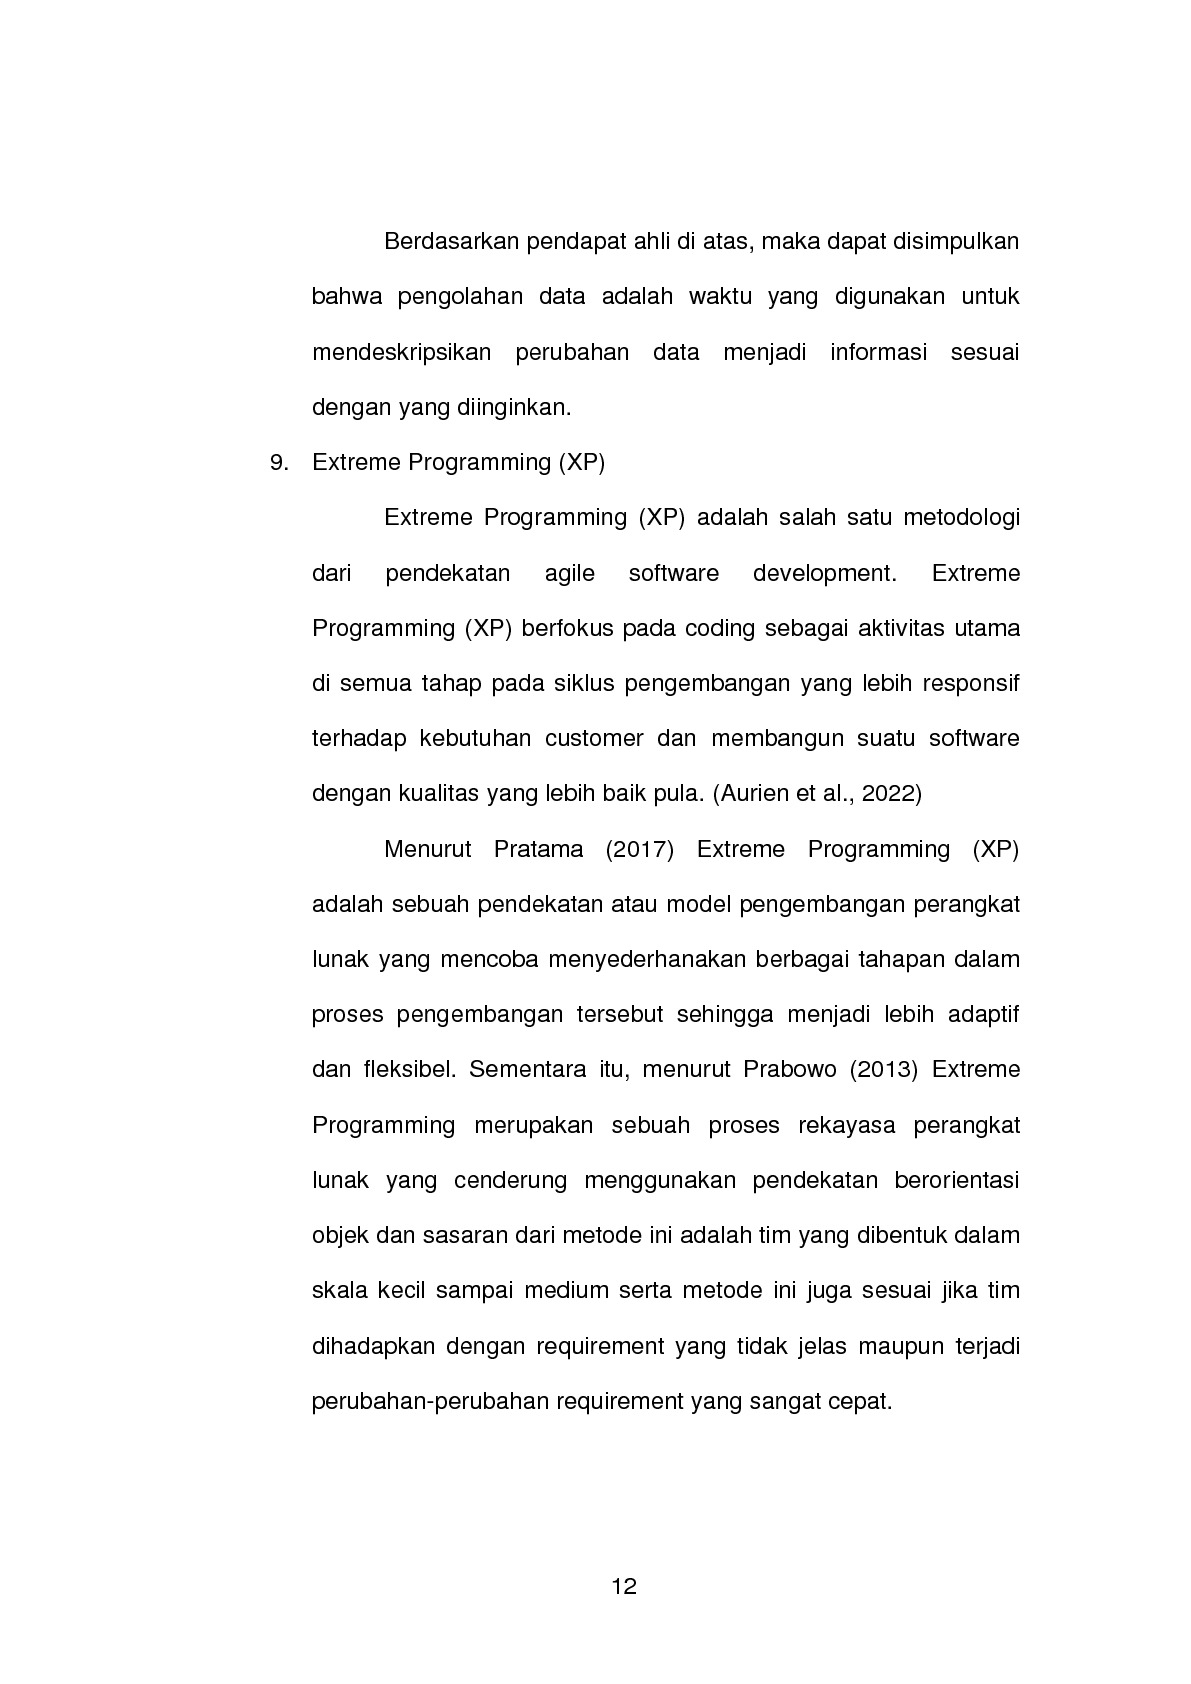 Berdasarkan pendapat ahli di atas, maka dapat disimpulkan
bahwa pengolahan data adalah waktu yang digunakan untuk
mendeskripsikan perubahan data menjadi informasi sesuai
dengan yang diinginkan.
9. Extreme Programming (XP)
Extreme Programming (XP) adalah salah satu metodologi
dari pendekatan agile software development. Extreme
Programming (XP) berfokus pada coding sebagai aktivitas utama
di semua tahap pada siklus pengembangan yang lebih responsif
terhadap kebutuhan customer dan membangun suatu software
dengan kualitas yang lebih baik pula. (Aurien et al., 2022)
Menurut Pratama (2017) Extreme Programming (XP)
adalah sebuah pendekatan atau model pengembangan perangkat
lunak yang mencoba menyederhanakan berbagai tahapan dalam
proses pengembangan tersebut sehingga menjadi lebih adaptif
dan fleksibel. Sementara itu, menurut Prabowo (2013) Extreme
Programming merupakan sebuah proses rekayasa perangkat
lunak yang cenderung menggunakan pendekatan berorientasi
objek dan sasaran dari metode ini adalah tim yang dibentuk dalam
skala kecil sampai medium serta metode ini juga sesuai jika tim
dihadapkan dengan requirement yang tidak jelas maupun terjadi
perubahan-perubahan requirement yang sangat cepat.
12